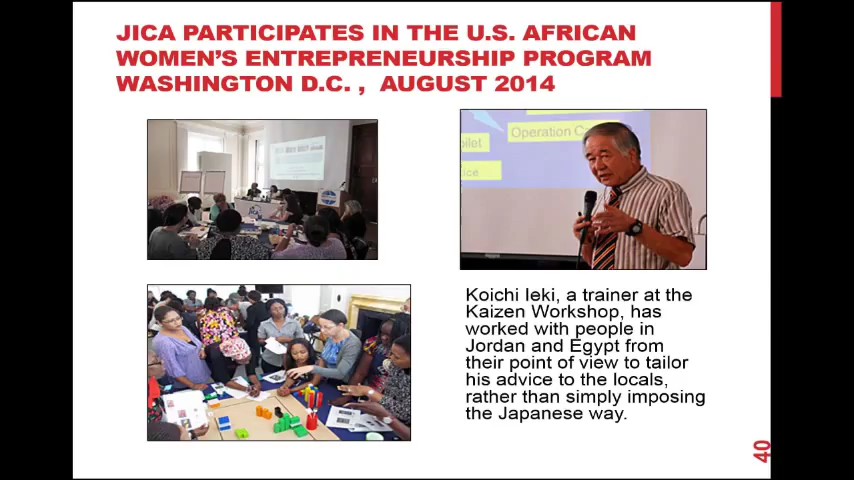 JICA PARTICIPATES IN THE U.S. AFRICAN
WOMEN'S ENTREPRENEURSHIP PROGRAM
WASHINGTON D.C. ,  AUGUST 2014
Operation
JICA
Koichi Ieki, a trainer at the
Kaizen Workshop, has
worked with people in
Jordan and Egypt from
their point of view to tailor
his advice to the locals,
rather than simply imposing
the Japanese way.
40